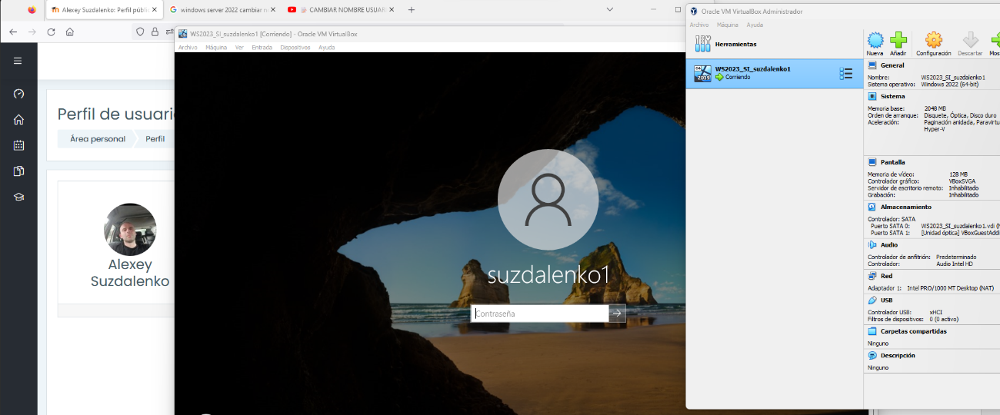 Alexey Suzdalenko: Perfil públic
windows server 2022 cambiar n
CAMBIAR NOMBRE USUARI
Perfil de usuario
Área personal
Perfil
Alexey
Suzdalenko
WS2023_SI_suzdalenko1 [Corriendo] - Oracle VM VirtualBox
Archivo
Máquina
Ver
Entrada
Dispositivos
Ayuda
suzdalenko1
Contraseña
Oracle VM VirtualBox Administrador
Archivo
Máquina
Ayuda
Herramientas
Nueva
Añadir
Configuración
Descartar
Mos
64
2019
WS2023_SI_suzdalenko1
Corriendo
General
Nombre: WS2023_SI_suzdalenko1
Sistema operativo: Windows 2022 (64-bit)
Sistema
Memoria base: 2048 MB
Orden de arranque: Disquete, Óptica, Disco duro
Aceleración: Paginación anidada, Paravirtu
Hyper-V
Pantalla
Memoria de vídeo: 128 MB
Controlador gráfico: VBoxSVGA
Servidor de escritorio remoto: Inhabilitado
Grabación: Inhabilitado
Almacenamiento
Controlador: SATA
Puerto SATA 0: WS2023_SI_suzdalenko1.vdi (N
Puerto SATA 1: [Unidad óptica] VBoxGuestAddi
Audio
Controlador de anfitrión: Predeterminado
Controlador: Audio Intel HD
Red
Adaptador 1: Intel PRO/1000 MT Desktop (NAT)
USB
Controlador USB: xHCI
Filtros de dispositivos: 0 (0 activo)
Carpetas compartidas
Ninguno
Descripción
Ninguno